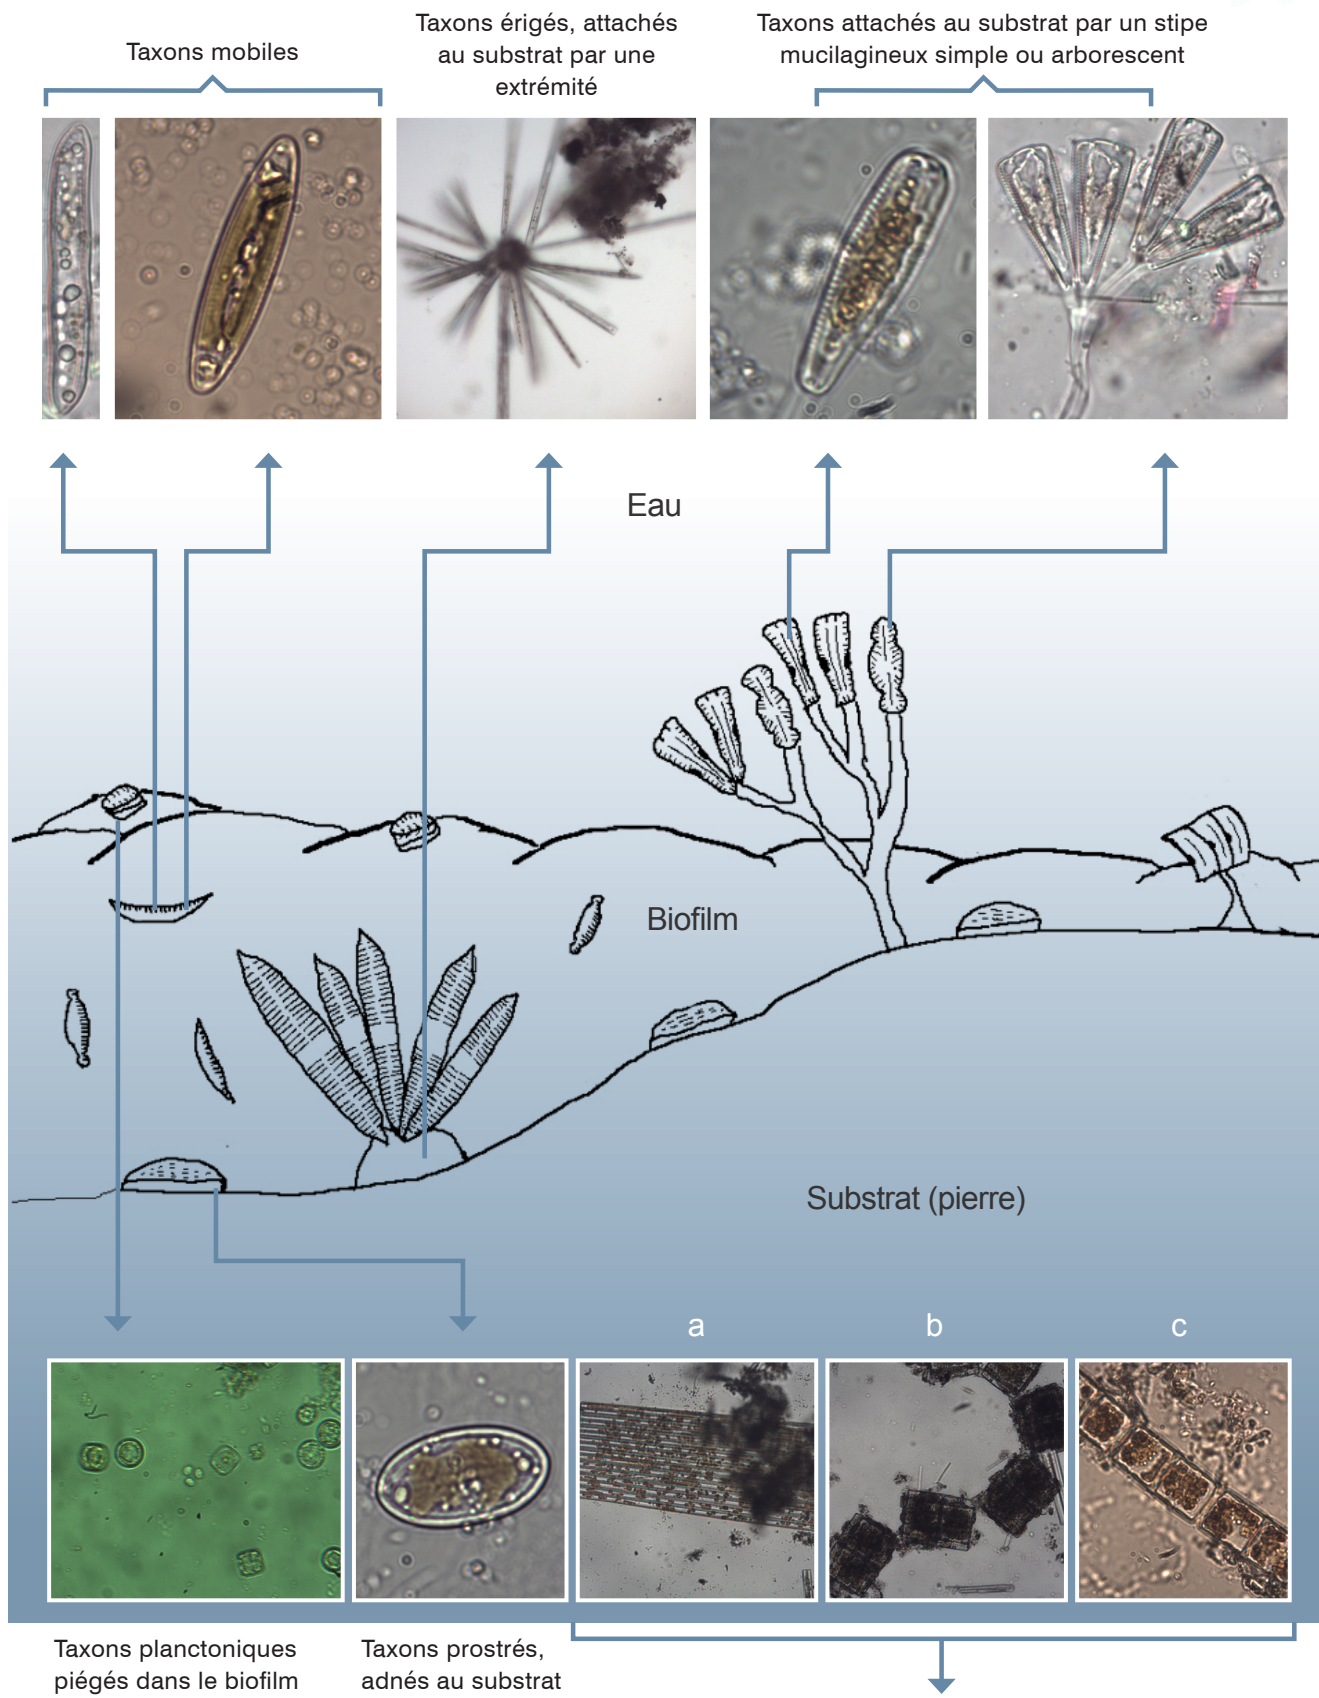 Taxons mobiles
Taxons érigés, attachés
au substrat par une
extrémité
Taxons attachés au substrat par un stipe
mucilagineux simple ou arborescent
Eau
Biofilm
Substrat (pierre)
a
b
c
Taxons planctoniques
piégés dans le biofilm
Taxons prostrés,
adnés au substrat